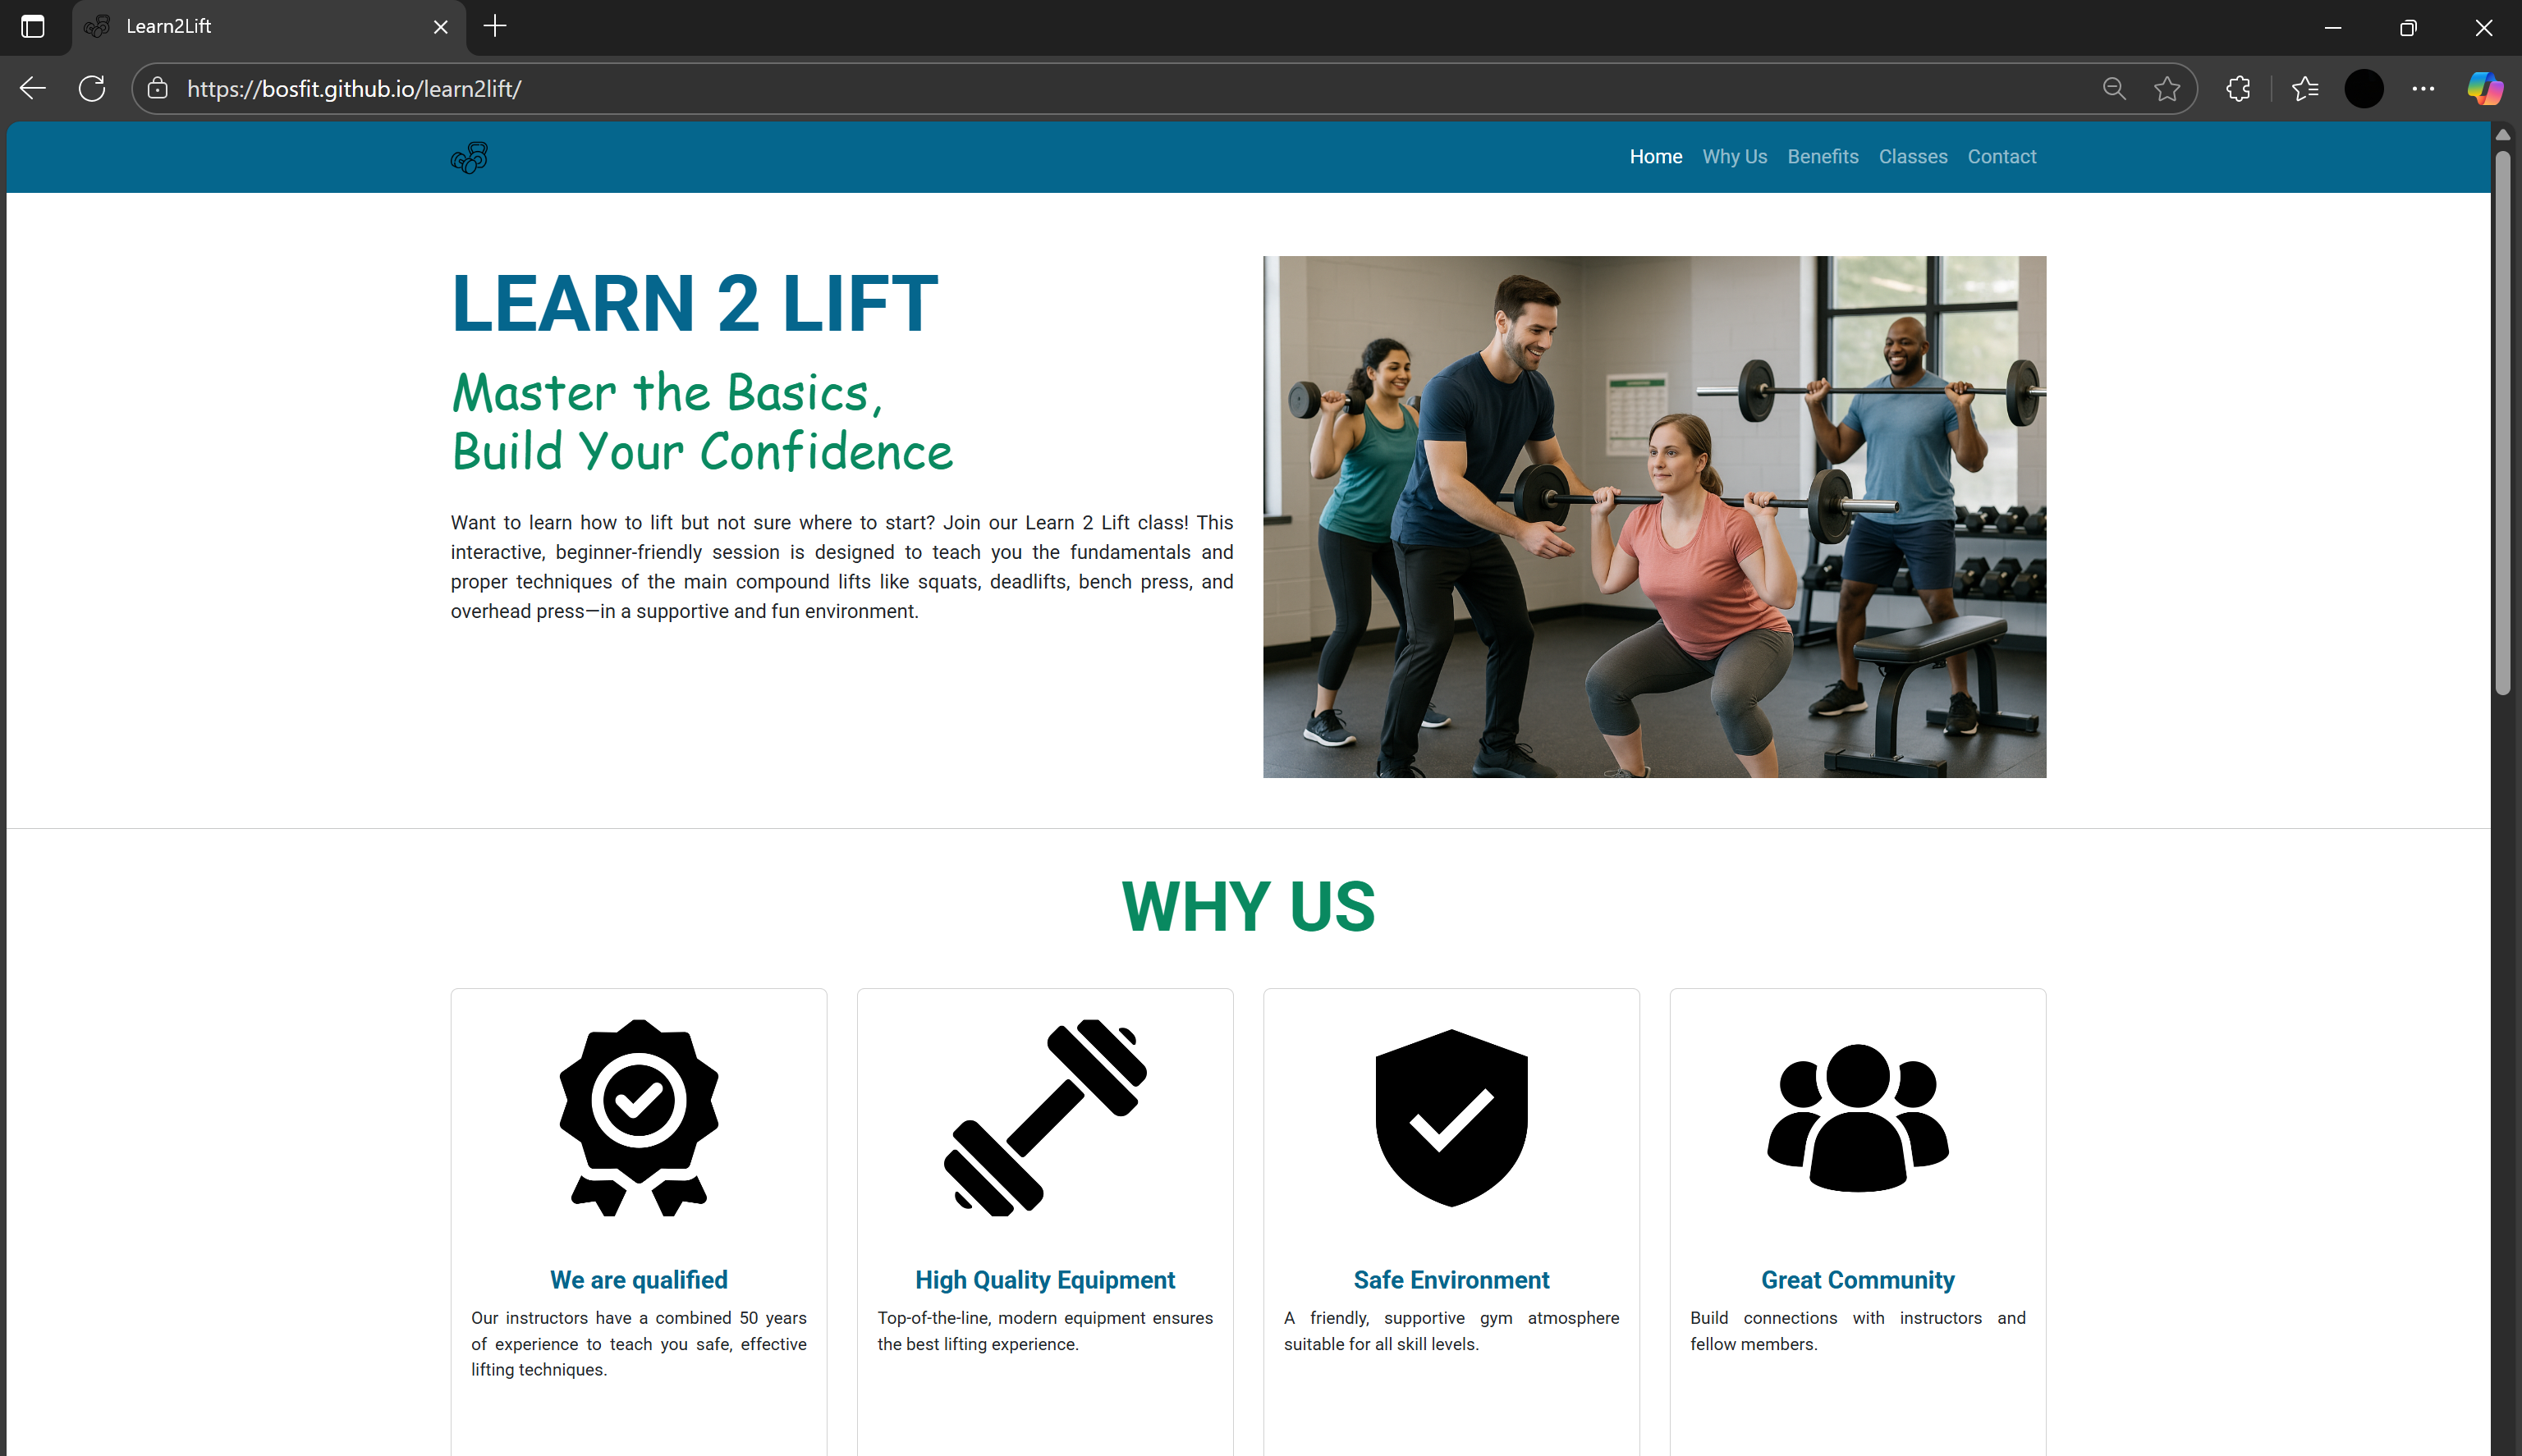 Learn2Lift
https://bosfit.github.io/learn2lift/
Home Why Us Benefits Classes Contact
LEARN 2 LIFT
Master the Basics,
Build Your Confidence
Want to learn how to lift but not sure where to start? Join our Learn 2 Lift class! This
interactive, beginner-friendly session is designed to teach you the fundamentals and
proper techniques of the main compound lifts like squats, deadlifts, bench press, and
overhead press—in a supportive and fun environment.
WHY US
We are qualified
Our instructors have a combined 50 years
of experience to teach you safe, effective
lifting techniques.
High Quality Equipment
Top-of-the-line, modern equipment ensures
the best lifting experience.
Safe Environment
A friendly, supportive gym atmosphere
suitable for all skill levels.
Great Community
Build connections with instructors and
fellow members.